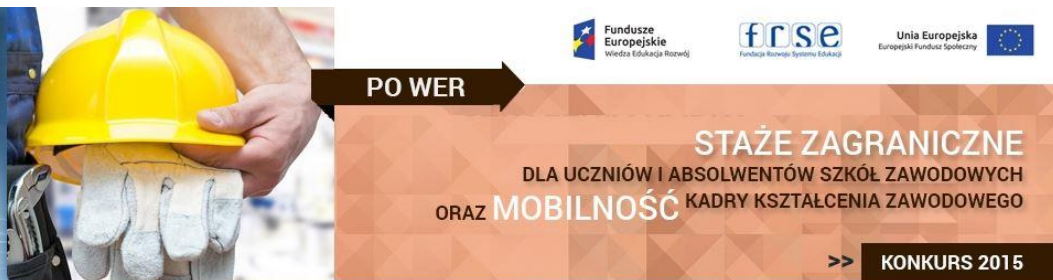 Fundusze
Europejskie
Wiedza Edukacja Rozwój
frse
Fundacja Rozwoju Systemu Edukacji
Unia Europejska
Europejski Fundusz Społeczny
PO WER
STAŻE ZAGRANICZNE
DLA UCZNIÓW I ABSOLWENTÓW SZKÓŁ ZAWODOWYCH
ORAZ MOBILNOŚĆ KADRY KSZTAŁCENIA ZAWODOWEGO
>> KONKURS 2015